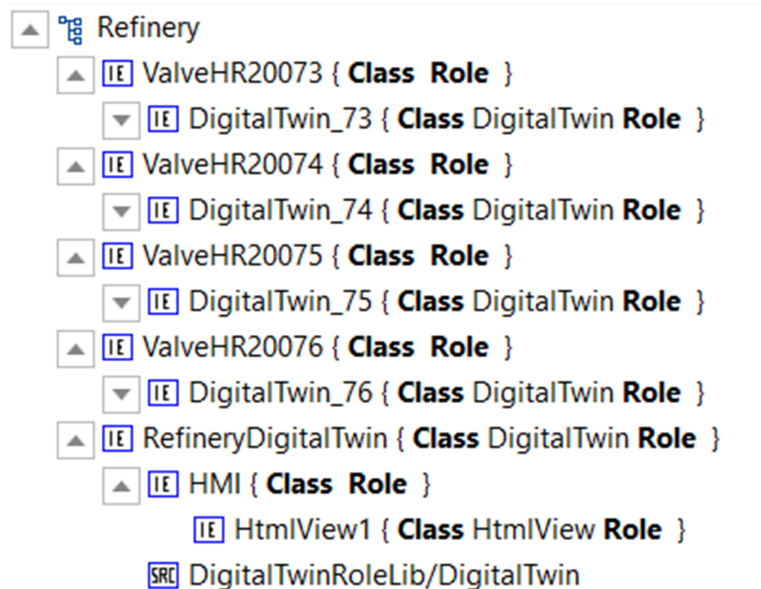 Refinery
IE ValveHR20073 { Class Role }
IE DigitalTwin_73 { Class DigitalTwin Role }
IE ValveHR20074 { Class Role }
IE DigitalTwin_74 { Class DigitalTwin Role }
IE ValveHR20075 { Class Role }
IE DigitalTwin_75 { Class DigitalTwin Role }
IE ValveHR20076 { Class Role }
IE DigitalTwin_76 { Class DigitalTwin Role }
IE RefineryDigitalTwin { Class DigitalTwin Role }
IE HMI { Class Role }
IE HtmlView1 { Class HtmlView Role }
SRC DigitalTwinRoleLib/DigitalTwin